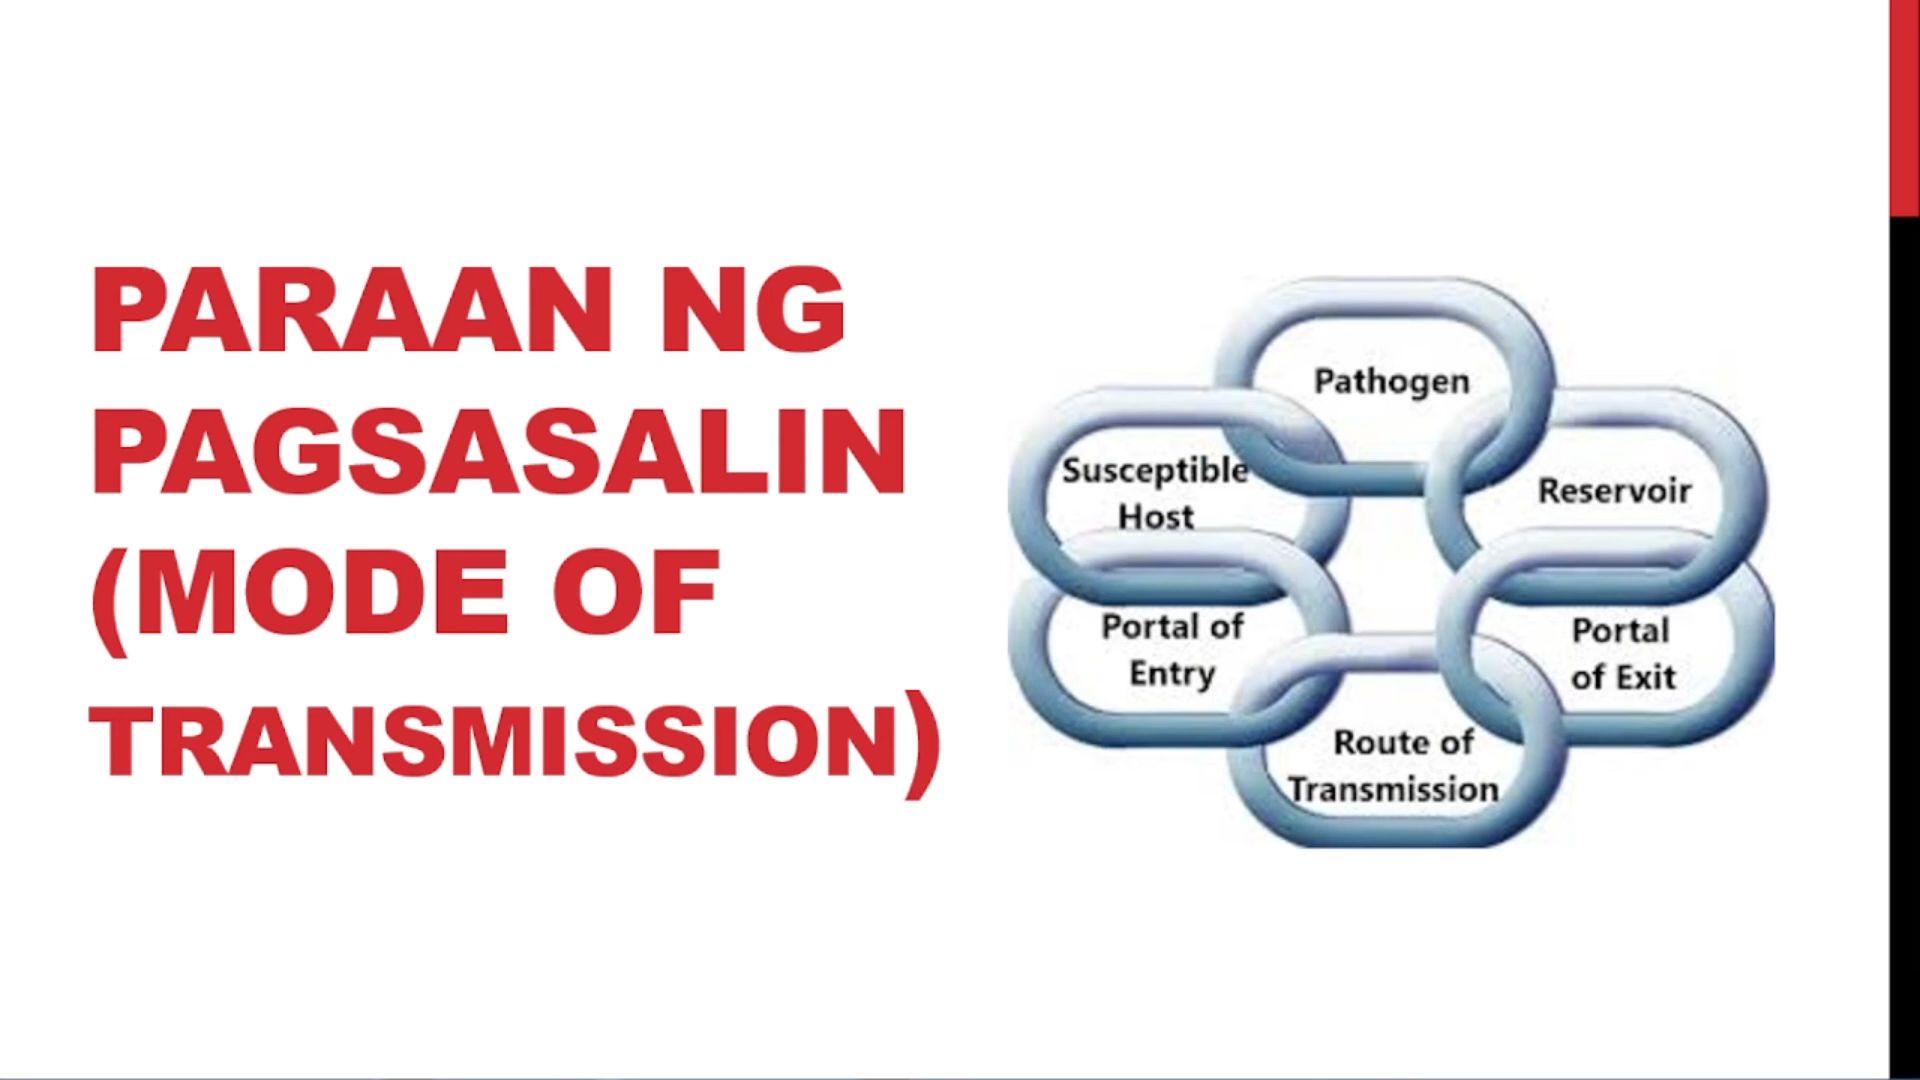 PARAAN NG
PAGSASALIN
(MODE OF
TRANSMISSION)
Pathogen
Susceptible
Host
Reservoir
Portal of
Entry
Portal
of Exit
Route of
Transmission